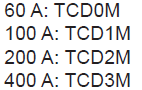 60 A: TCD0M
100 A: TCD1M
200 A: TCD2M
400 A: TCD3M